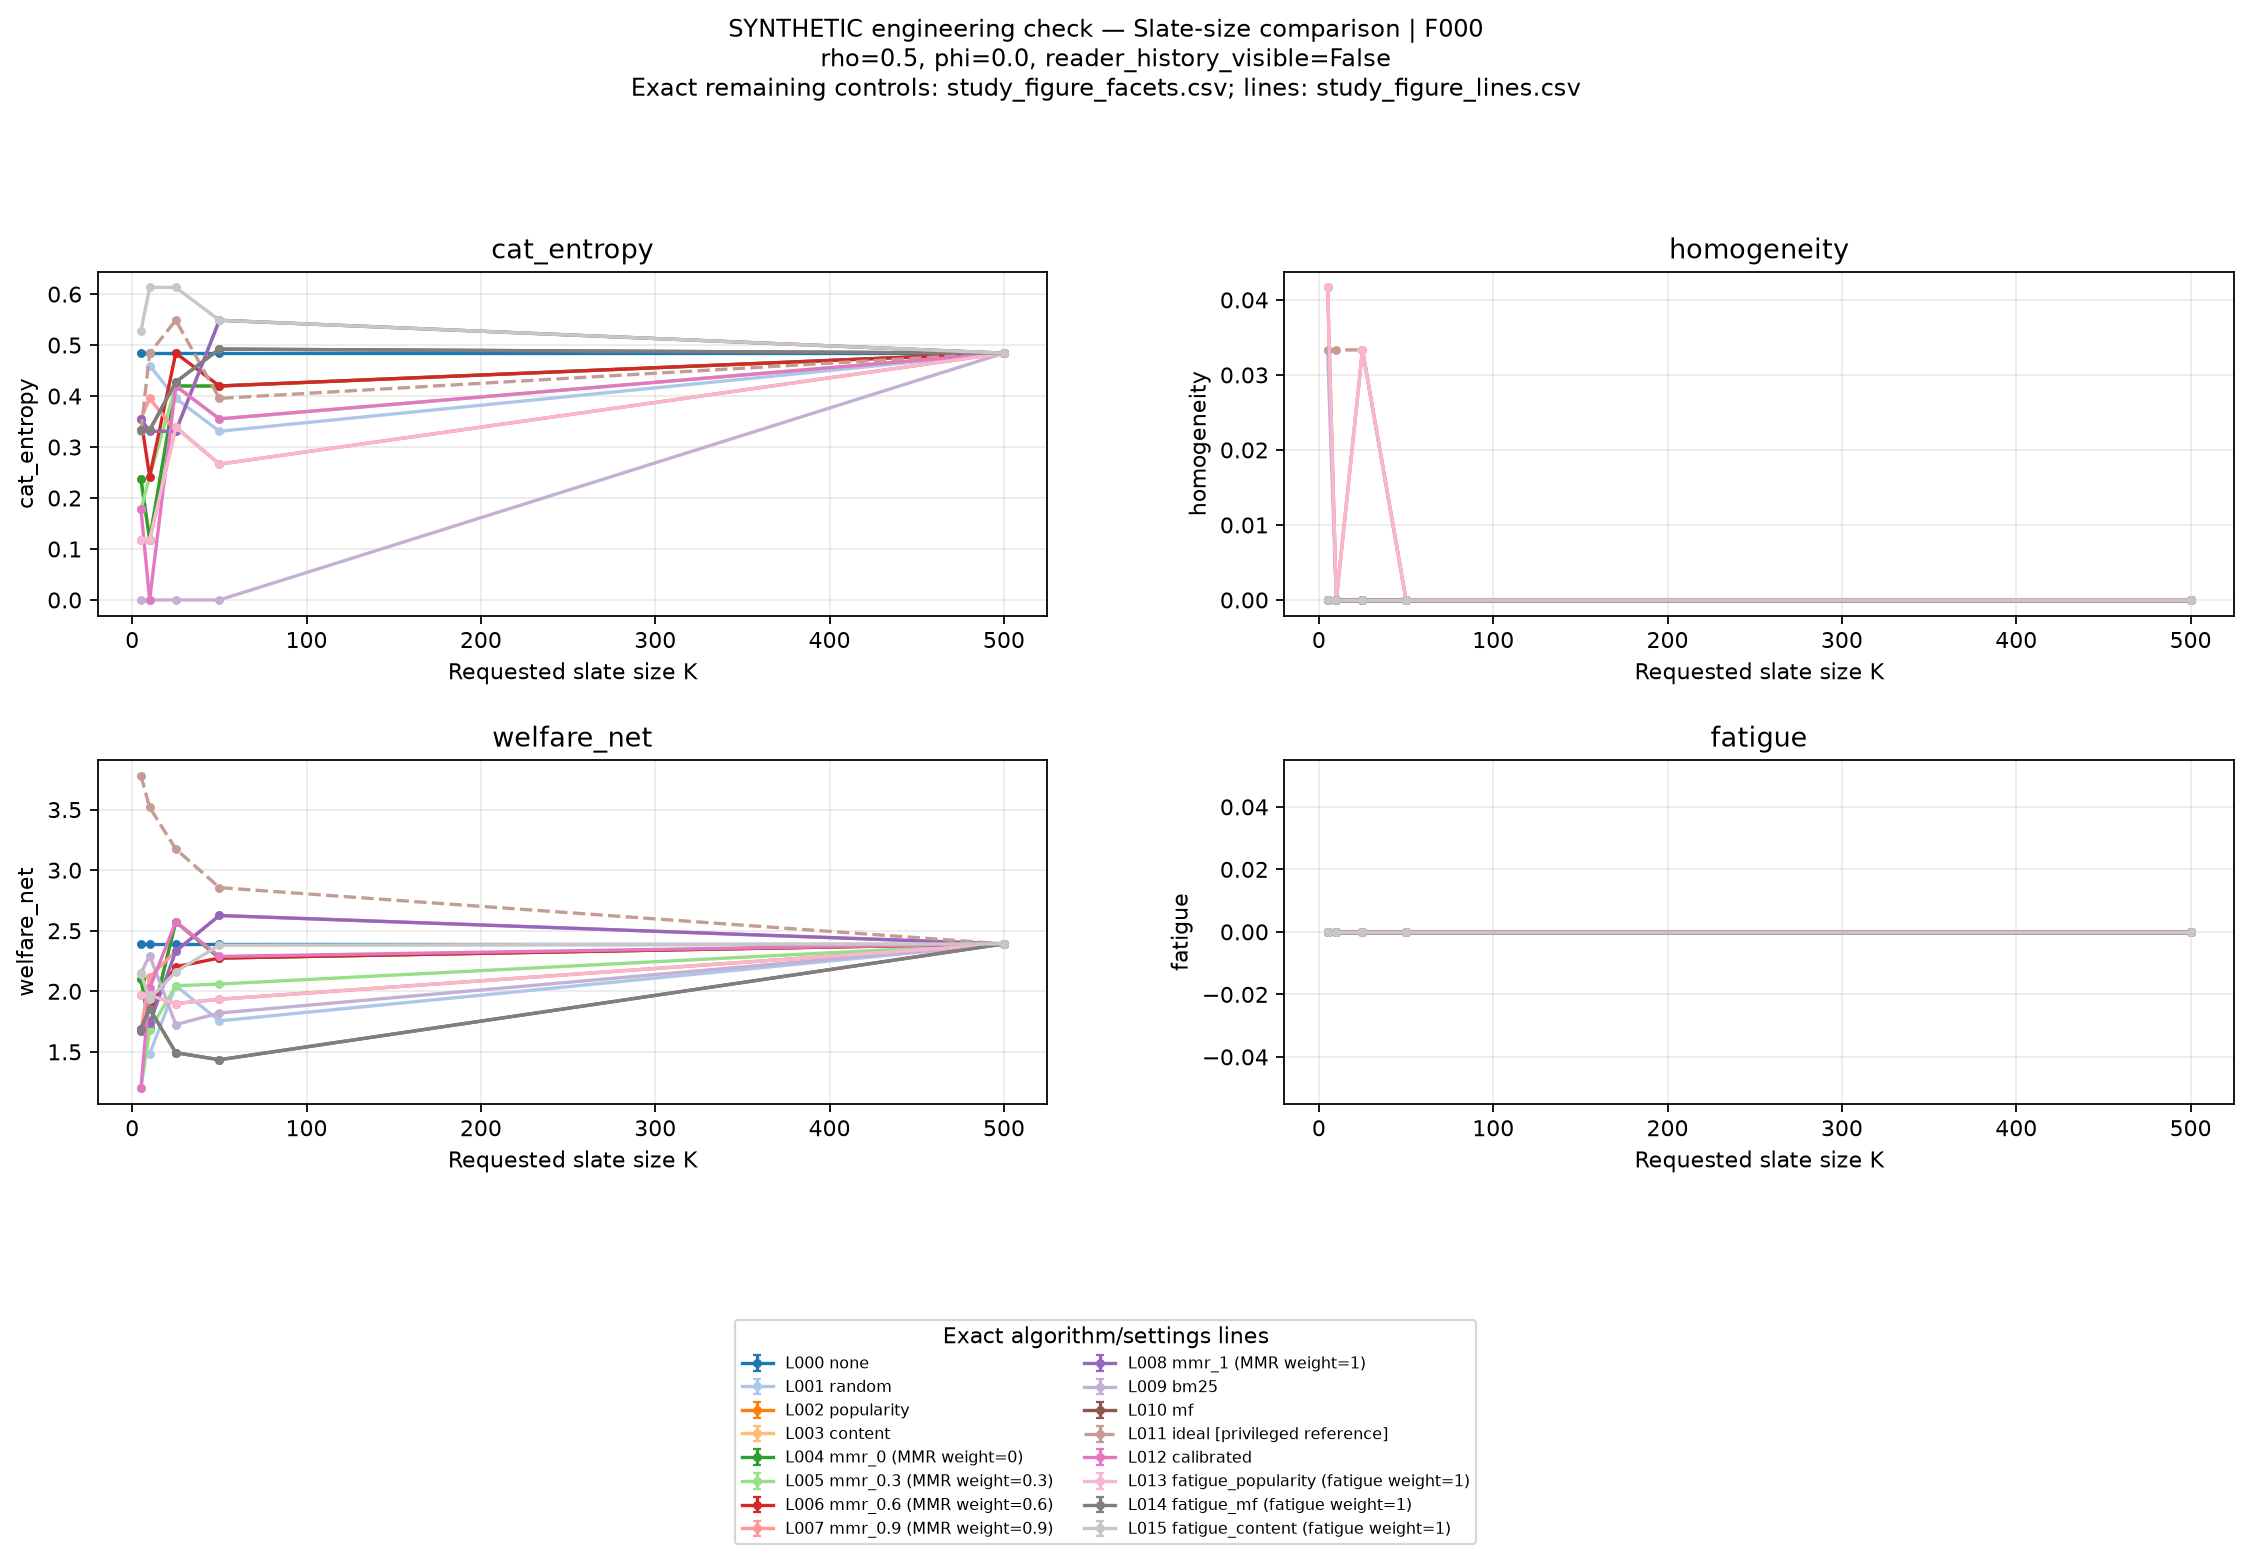 SYNTHETIC engineering check — Slate-size comparison | F000
rho=0.5, phi=0.0, reader_history_visible=False
Exact remaining controls: study_figure_facets.csv; lines: study_figure_lines.csv
cat_entropy
cat_entropy
0.6
0.5
0.4
0.3
0.2
0.1
0.0
0 100 200 300 400 500
Requested slate size K
homogeneity
homogeneity
0.04
0.03
0.02
0.01
0.00
0 100 200 300 400 500
Requested slate size K
welfare_net
welfare_net
3.5
3.0
2.5
2.0
1.5
0 100 200 300 400 500
Requested slate size K
fatigue
fatigue
0.04
0.02
0.00
−0.02
−0.04
0 100 200 300 400 500
Requested slate size K
Exact algorithm/settings lines
L000 none
L001 random
L002 popularity
L003 content
L004 mmr_0 (MMR weight=0)
L005 mmr_0.3 (MMR weight=0.3)
L006 mmr_0.6 (MMR weight=0.6)
L007 mmr_0.9 (MMR weight=0.9)
L008 mmr_1 (MMR weight=1)
L009 bm25
L010 mf
L011 ideal [privileged reference]
L012 calibrated
L013 fatigue_popularity (fatigue weight=1)
L014 fatigue_mf (fatigue weight=1)
L015 fatigue_content (fatigue weight=1)